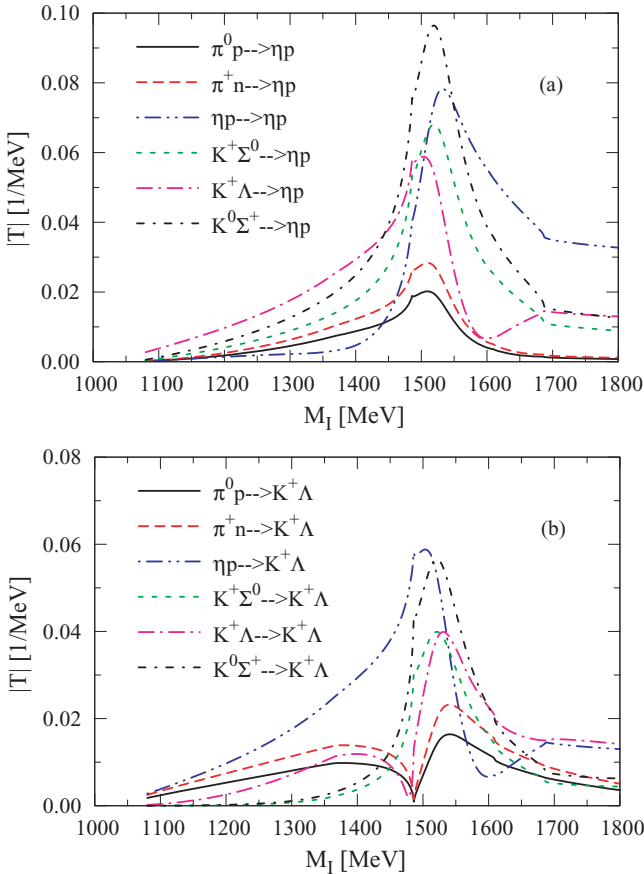 0.10
0.08
0.06
0.04
0.02
0.00
|T| [1/MeV]
π⁰p-->ηp
π⁺n-->ηp
ηp-->ηp
K⁺Σ⁰-->ηp
K⁺Λ-->ηp
K⁰Σ⁺-->ηp
(a)
1000 1100 1200 1300 1400 1500 1600 1700 1800
M_I [MeV]
0.08
0.06
0.04
0.02
0.00
|T| [1/MeV]
π⁰p-->K⁺Λ
π⁺n-->K⁺Λ
ηp-->K⁺Λ
K⁺Σ⁰-->K⁺Λ
K⁺Λ-->K⁺Λ
K⁰Σ⁺-->K⁺Λ
(b)
1000 1100 1200 1300 1400 1500 1600 1700 1800
M_I [MeV]